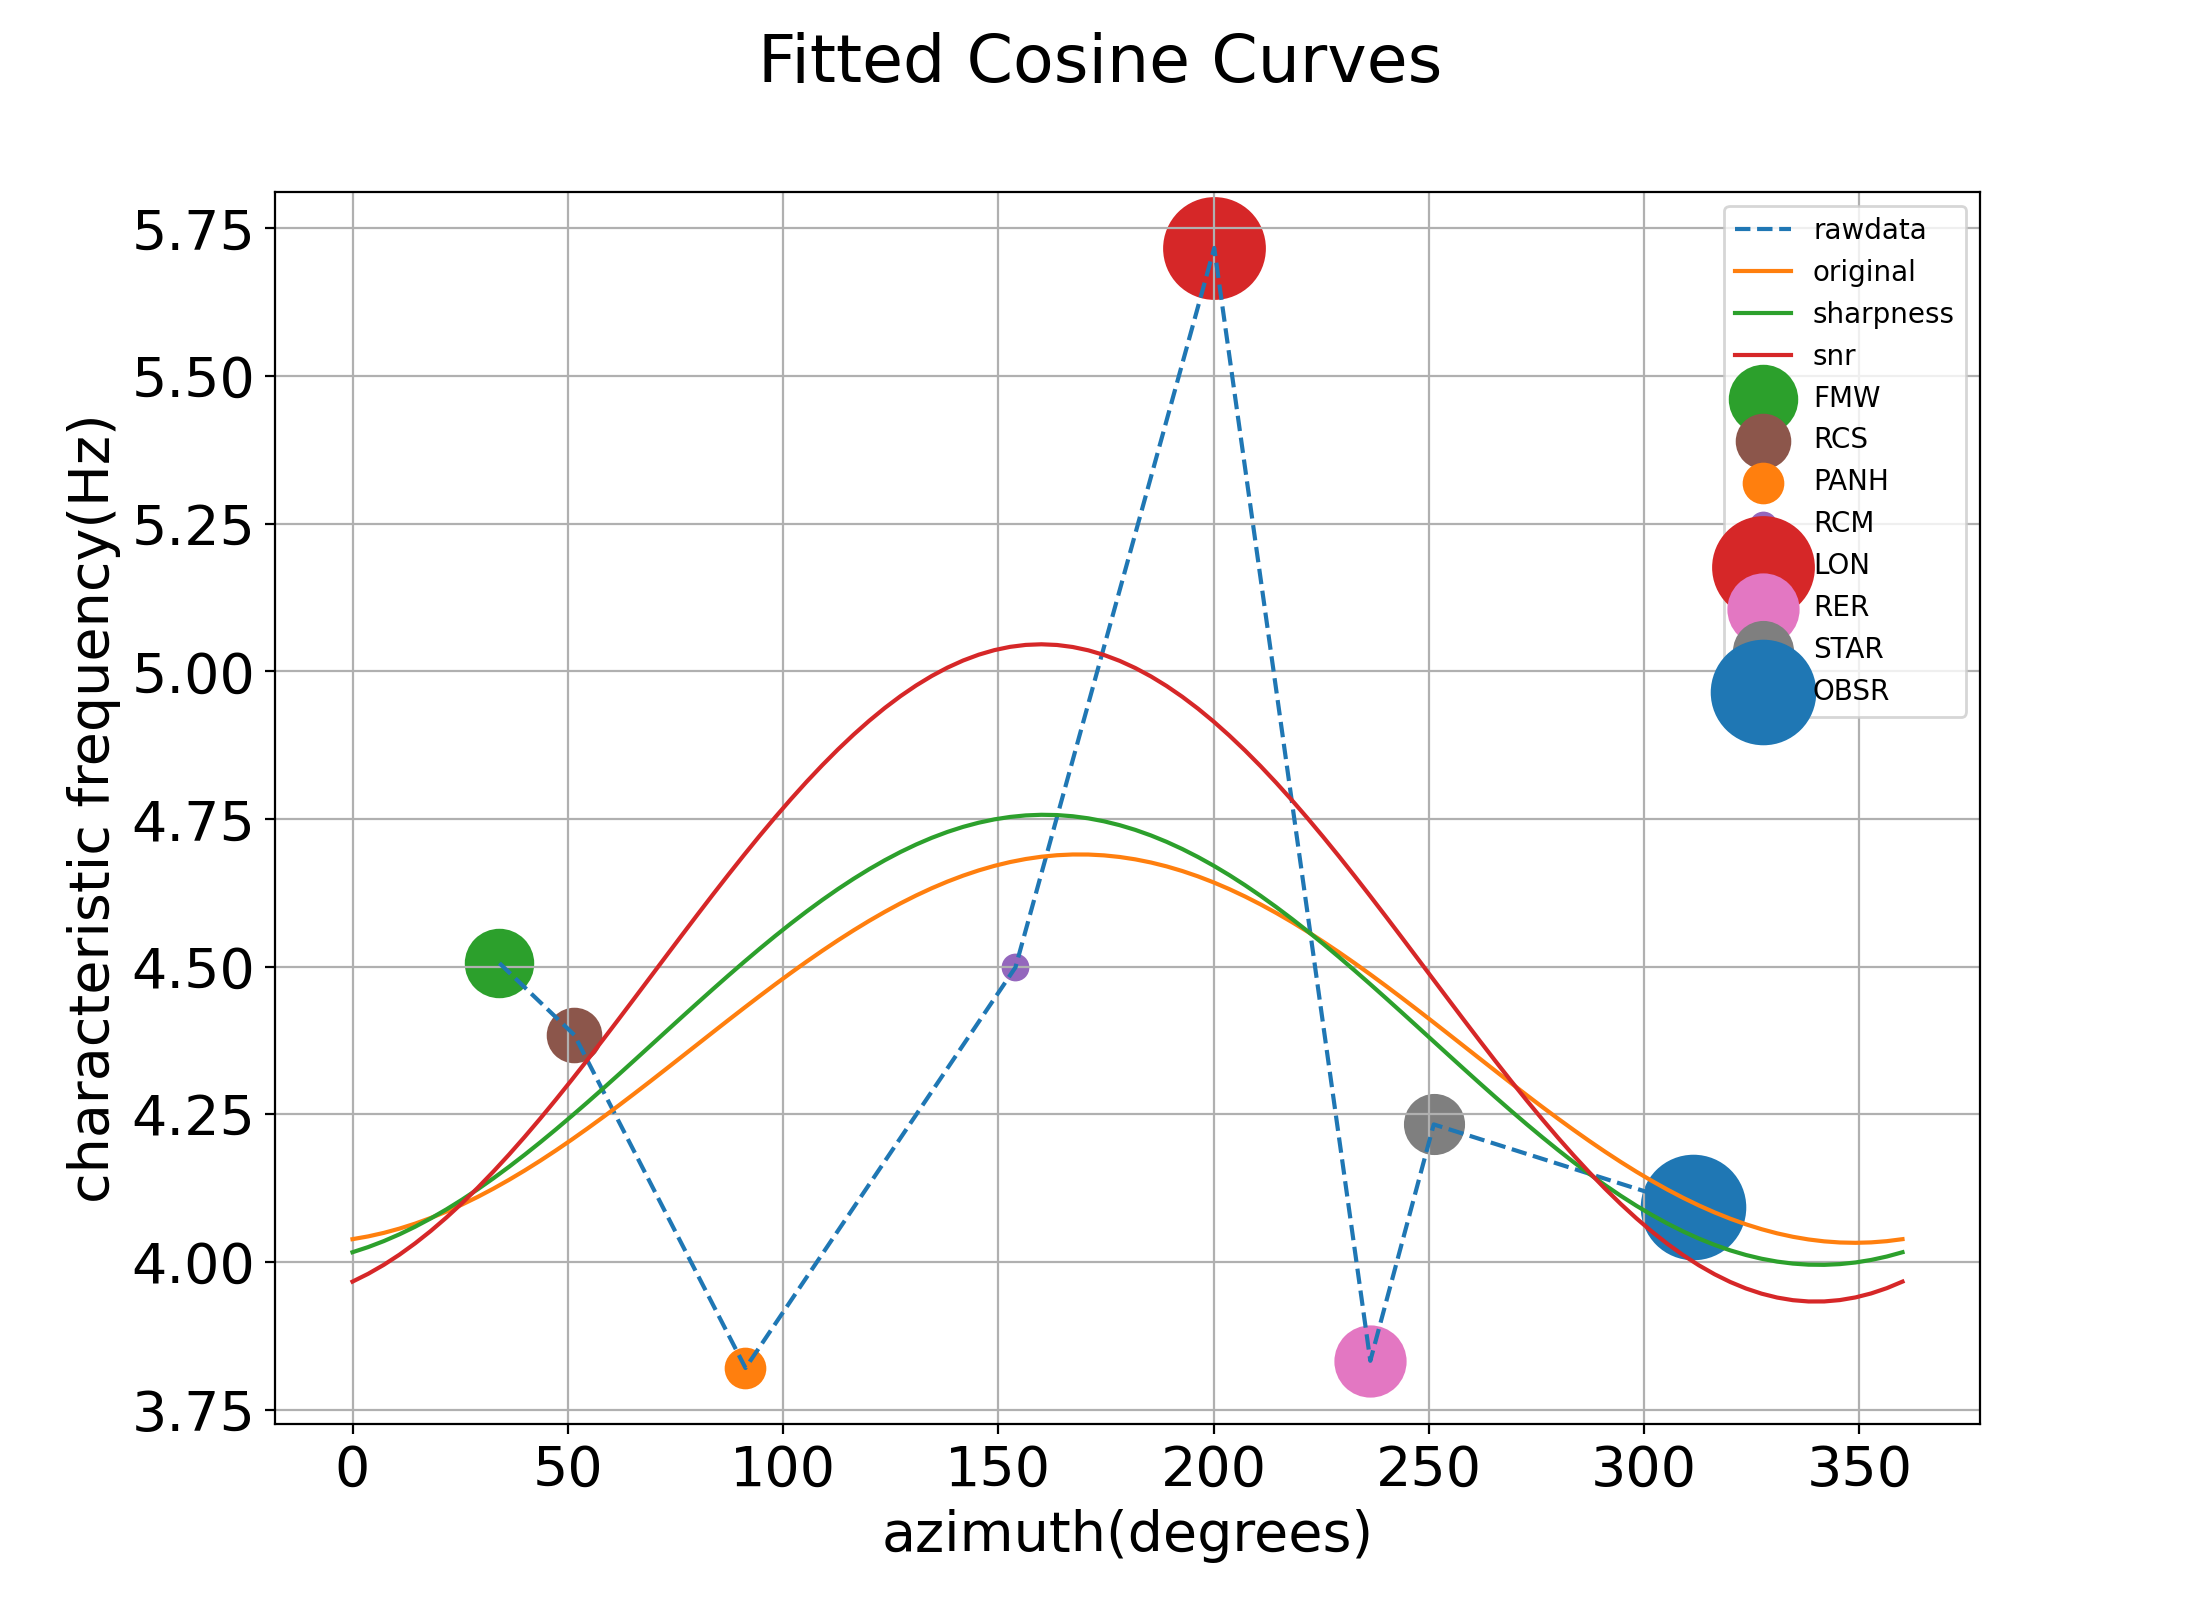 Fitted Cosine Curves
characteristic frequency(Hz)
5.75
5.50
5.25
5.00
4.75
4.50
4.25
4.00
3.75
rawdata
original
sharpness
snr
FMW
RCS
PANH
RCM
LON
RER
STAR
OBSR
0 50 100 150 200 250 300 350
azimuth(degrees)